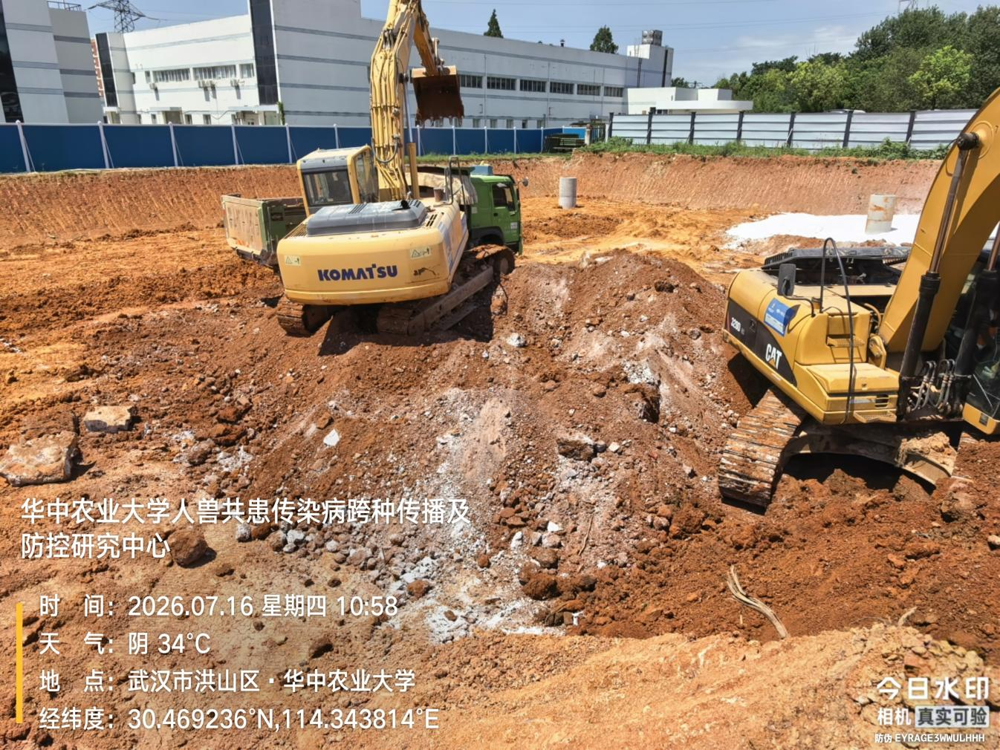 KOMATSU
320D
CAT
华中农业大学人兽共患传染病跨种传播及
防控研究中心
时 间：2026.07.16 星期四 10:58
天 气：阴 34°C
地 点：武汉市洪山区·华中农业大学
经纬度：30.469236°N,114.343814°E
今日水印
相机 真实可验
防伪 EYRAGE3WWULHHH